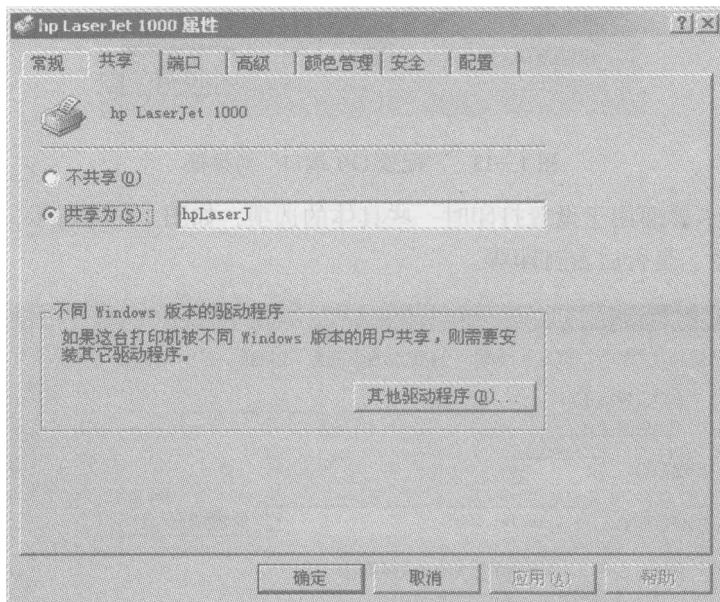 hp LaserJet 1000 属性
常规 共享 端口 高级 颜色管理 安全 配置
hp LaserJet 1000
不共享(O)
共享为(S): hpLaserJ
不同 Windows 版本的驱动程序
如果这台打印机被不同 Windows 版本的用户共享，则需要安
装其它驱动程序。
其他驱动程序(D)...
确定 取消 应用(A) 帮助